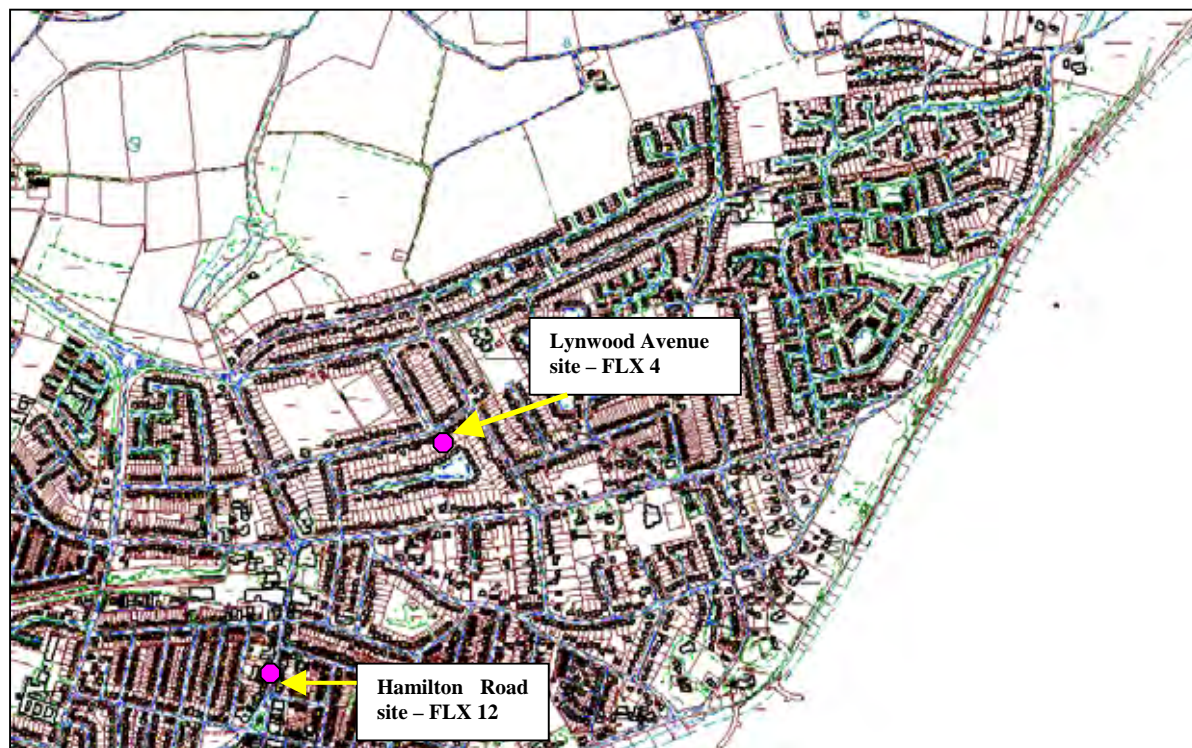 Lynwood Avenue
site – FLX 4
Hamilton Road
site – FLX 12